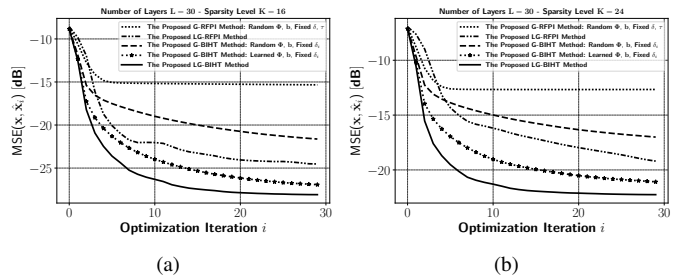 Number of Layers L − 30 - Sparsity Level K − 16
The Proposed G-RFPI Method: Random Φ, b, Fixed δ, τ
The Proposed LG-RFPI Method
The Proposed G-BIHT Method: Random Φ, b, Fixed δ,
The Proposed G-BIHT Method: Learned Φ, b, Fixed δ,
The Proposed LG-BIHT Method
MSE(x, x̂ᵢ) [dB]
−10
−15
−20
−25
0
10
20
30
Optimization Iteration i
(a)
Number of Layers L − 30 - Sparsity Level K − 24
The Proposed G-RFPI Method: Random Φ, b, Fixed δ, τ
The Proposed LG-RFPI Method
The Proposed G-BIHT Method: Random Φ, b, Fixed δ,
The Proposed G-BIHT Method: Learned Φ, b, Fixed δ,
The Proposed LG-BIHT Method
MSE(x, x̂ᵢ) [dB]
−10
−15
−20
0
10
20
30
Optimization Iteration i
(b)